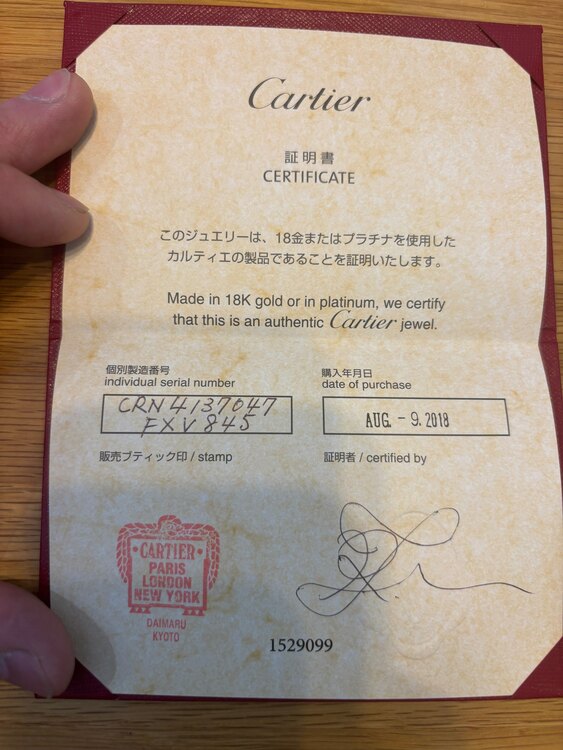 Cartier
証明書
CERTIFICATE
このジュエリーは、18金またはプラチナを使用した
カルティエの製品であることを証明いたします。
Made in 18K gold or in platinum, we certify
that this is an authentic Cartier jewel.
個別製造番号
individual serial number
CRN4137047
FXV845
購入年月日
date of purchase
AUG. - 9. 2018
販売ブティック印 / stamp
証明者 / certified by
CARTIER
PARIS
LONDON
NEW YORK
DAIMARU
KYOTO
1529099